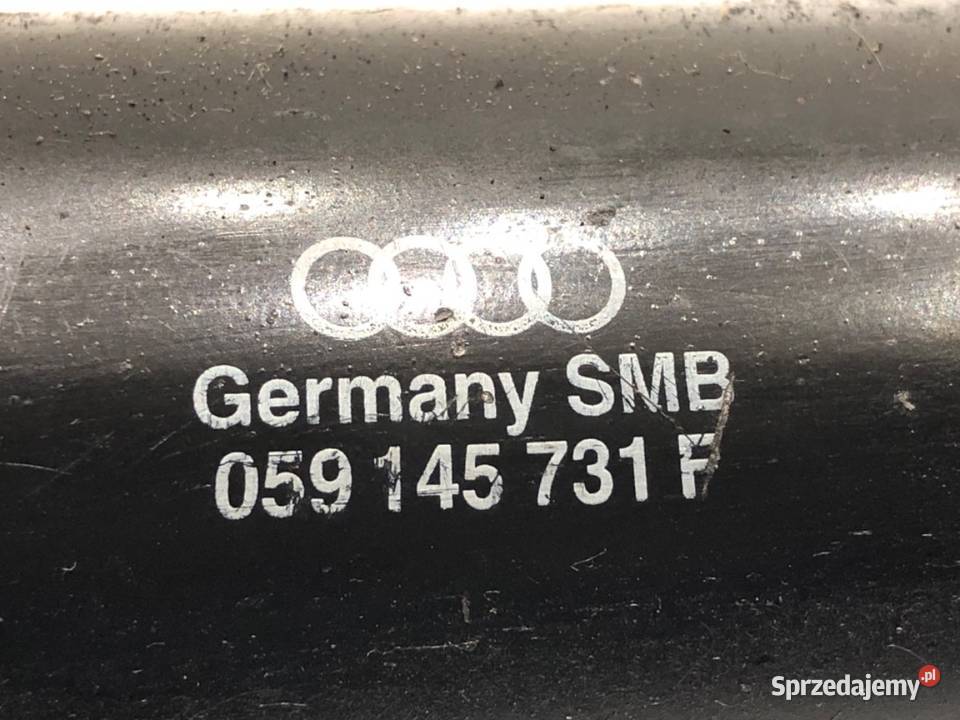 Germany SMB
059 145 731 F
Sprzedajemy.pl